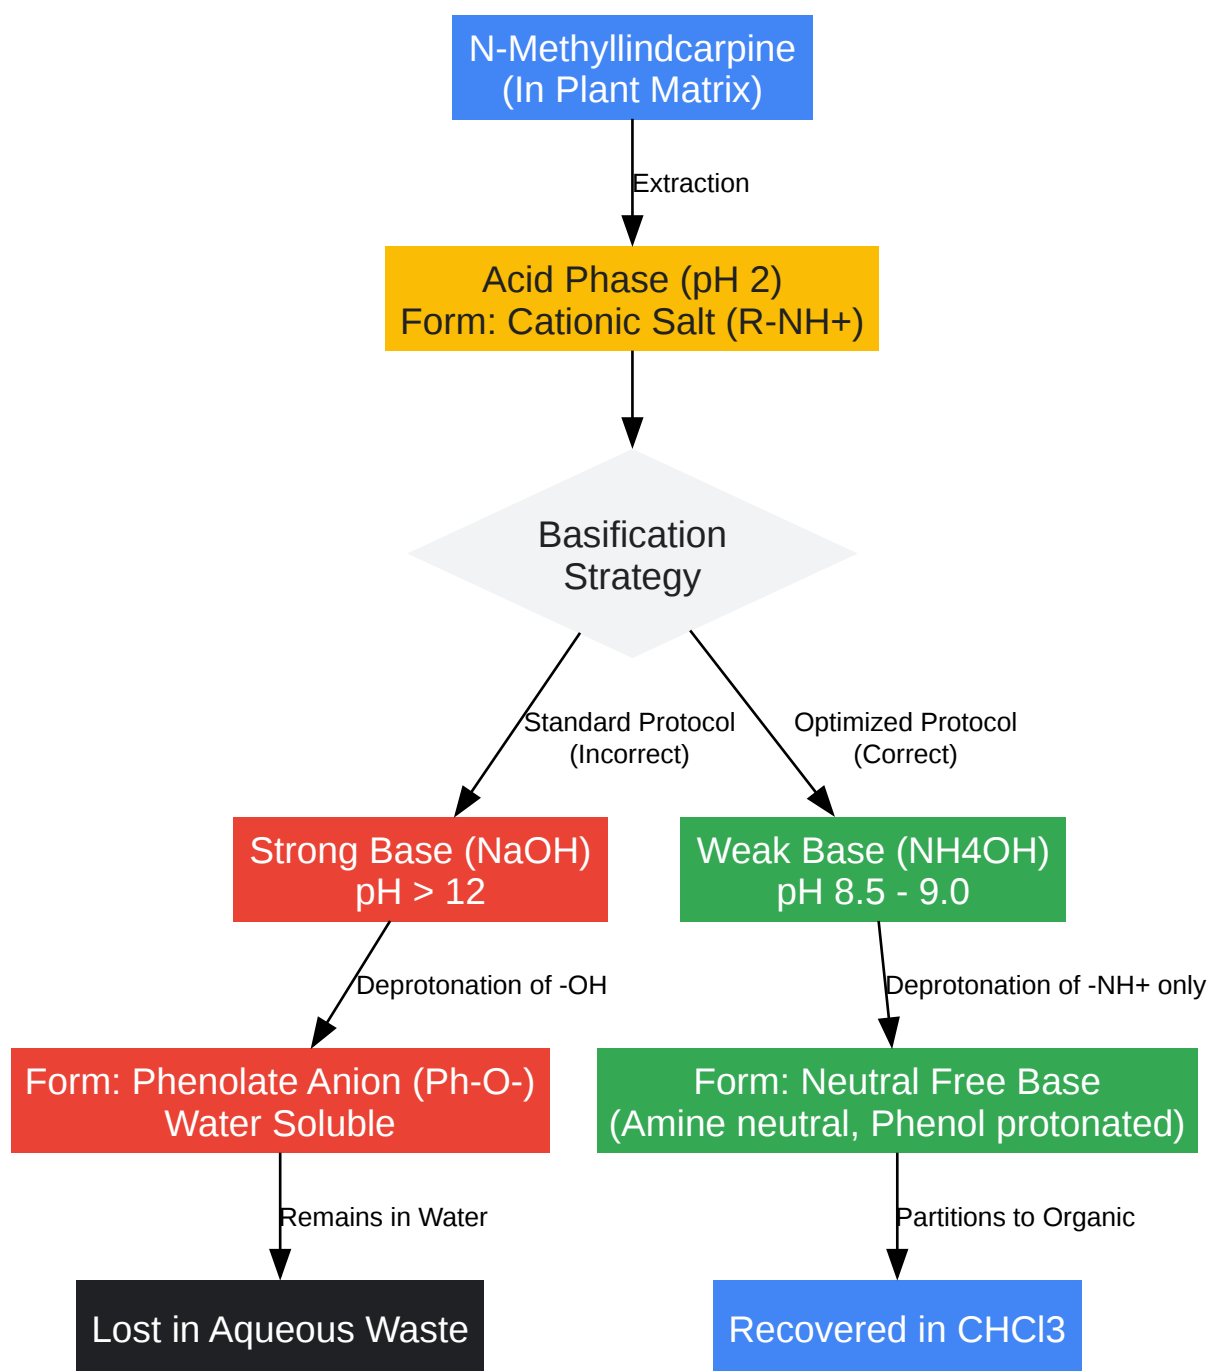 N-Methyllindcarpine
(In Plant Matrix)
Extraction
Acid Phase (pH 2)
Form: Cationic Salt (R-NH+)
Basification
Strategy
Standard Protocol
(Incorrect)
Optimized Protocol
(Correct)
Strong Base (NaOH)
pH > 12
Weak Base (NH4OH)
pH 8.5 - 9.0
Deprotonation of -OH
Deprotonation of -NH+ only
Form: Phenolate Anion (Ph-O-)
Water Soluble
Form: Neutral Free Base
(Amine neutral, Phenol protonated)
Remains in Water
Partitions to Organic
Lost in Aqueous Waste
Recovered in CHCl3